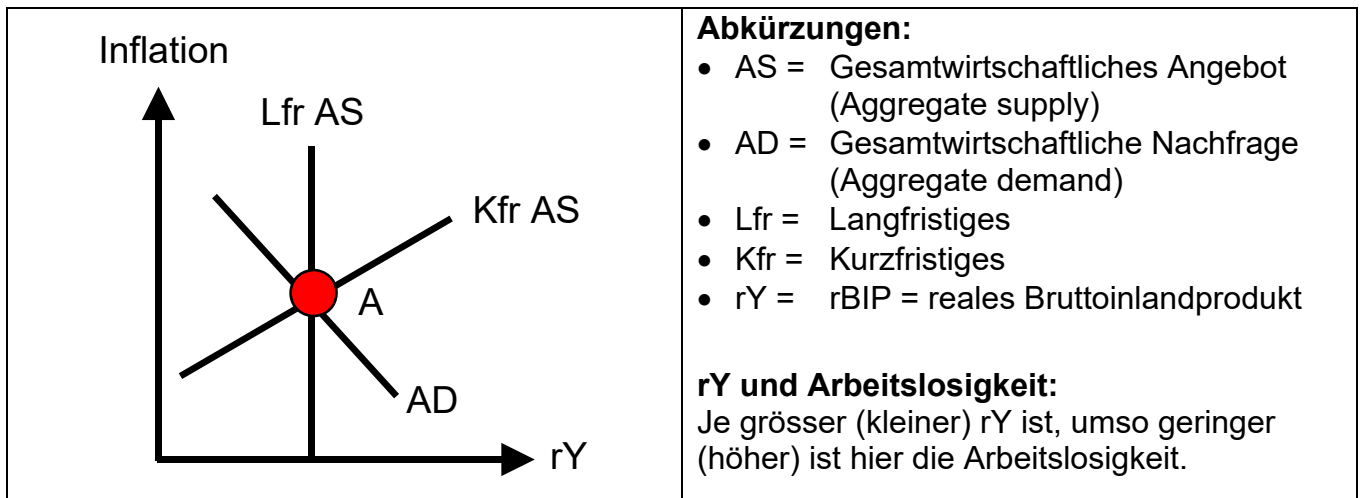 Inflation
Lfr AS
Kfr AS
A
AD
rY
Abkürzungen:
• AS = Gesamtwirtschaftliches Angebot
(Aggregate supply)
• AD = Gesamtwirtschaftliche Nachfrage
(Aggregate demand)
• Lfr = Langfristiges
• Kfr = Kurzfristiges
• rY = rBIP = reales Bruttoinlandprodukt
rY und Arbeitslosigkeit:
Je grösser (kleiner) rY ist, umso geringer
(höher) ist hier die Arbeitslosigkeit.